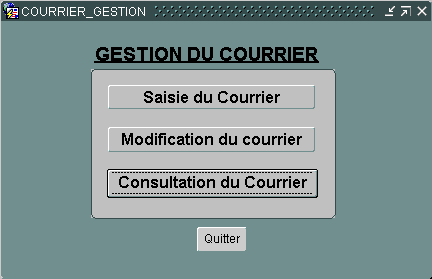 COURRIER_GESTION
GESTION DU COURRIER
Saisie du Courrier
Modification du courrier
Consultation du Courrier
Quitter